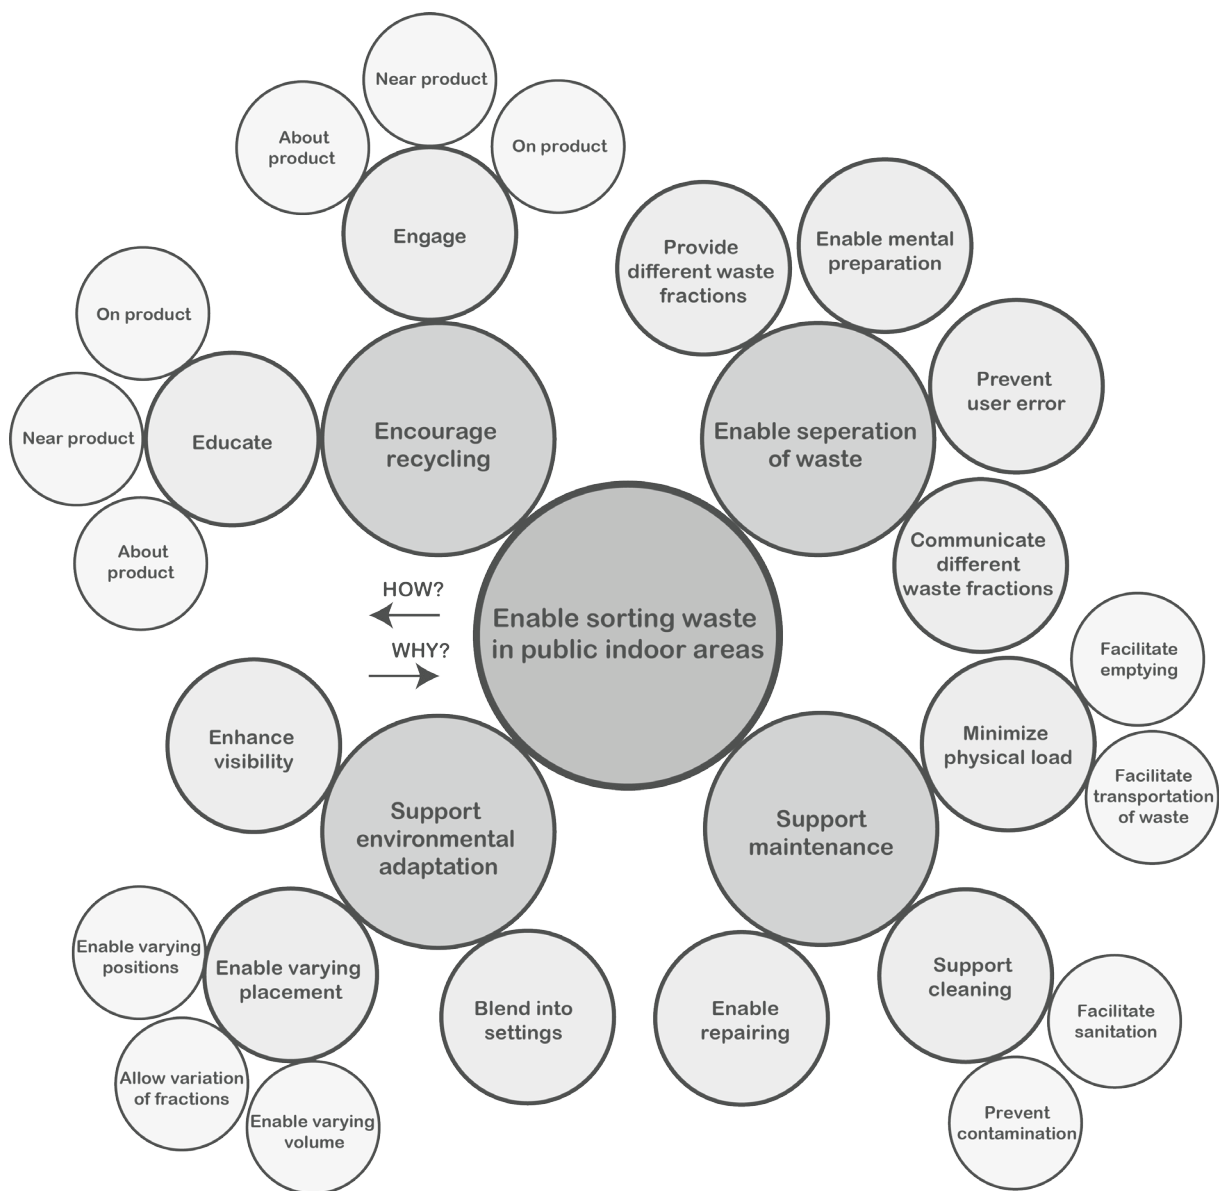 Near product
About
product
On product
Engage
Provide
different waste
fractions
Enable mental
preparation
On product
Near product
Educate
About
product
Encourage
recycling
Enable seperation
of waste
Prevent
user error
Communicate
different
waste fractions
HOW?
WHY?
Enable sorting waste
in public indoor areas
Facilitate
emptying
Minimize
physical load
Facilitate
transportation
of waste
Enhance
visibility
Support
environmental
adaptation
Support
maintenance
Enable varying
positions
Enable varying
placement
Blend into
settings
Enable
repairing
Support
cleaning
Facilitate
sanitation
Allow variation
of fractions
Enable varying
volume
Prevent
contamination